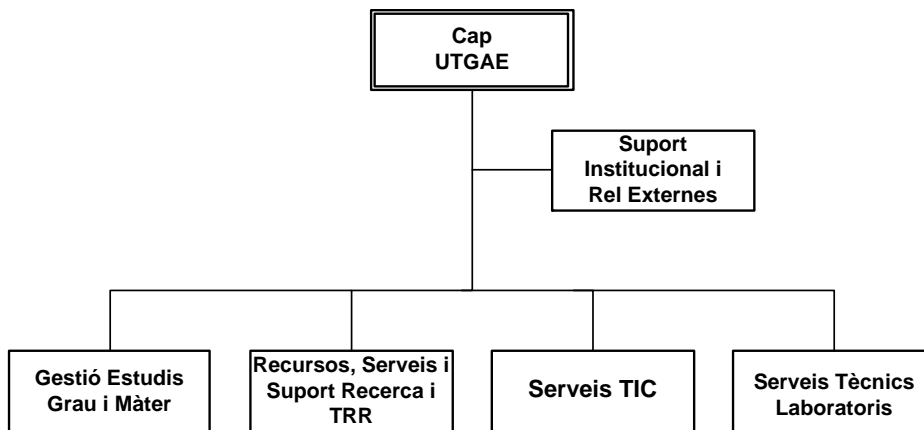 Cap
UTGAE
Suport
Institucional i
Rel Externes
Gestió Estudis
Grau i Màter
Recursos, Serveis i
Suport Recerca i
TRR
Serveis TIC
Serveis Tècnics
Laboratoris